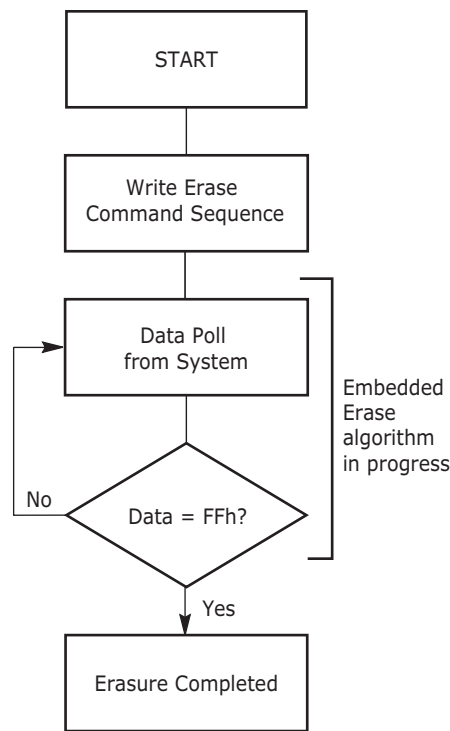 START
Write Erase
Command Sequence
Data Poll
from System
Embedded
Erase
algorithm
in progress
No
Data = FFh?
Yes
Erasure Completed